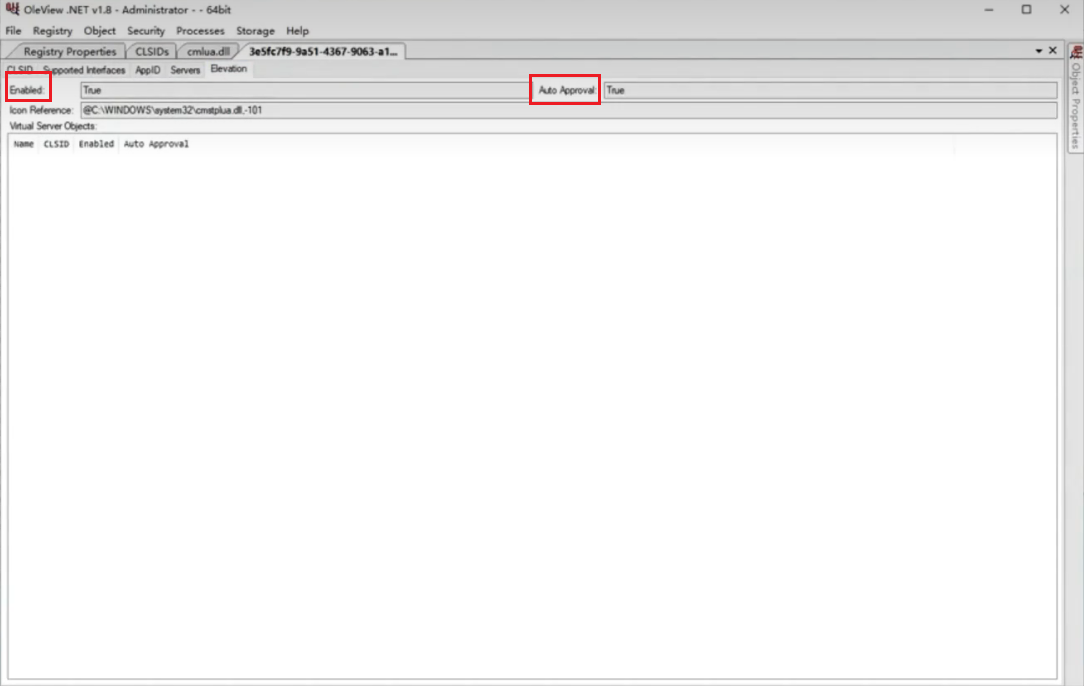 OleView .NET v1.8 - Administrator - - 64bit
File Registry Object Security Processes Storage Help
Registry Properties CLSIDs cmlua.dll 3e5fc7f9-9a51-4367-9063-a1...
CLSID Supported Interfaces AppID Servers Elevation
Enabled: True Auto Approval: True
Icon Reference: @C:\WINDOWS\system32\cmstplua.dll,-101
Virtual Server Objects:
Name CLSID Enabled Auto Approval
Object Properties